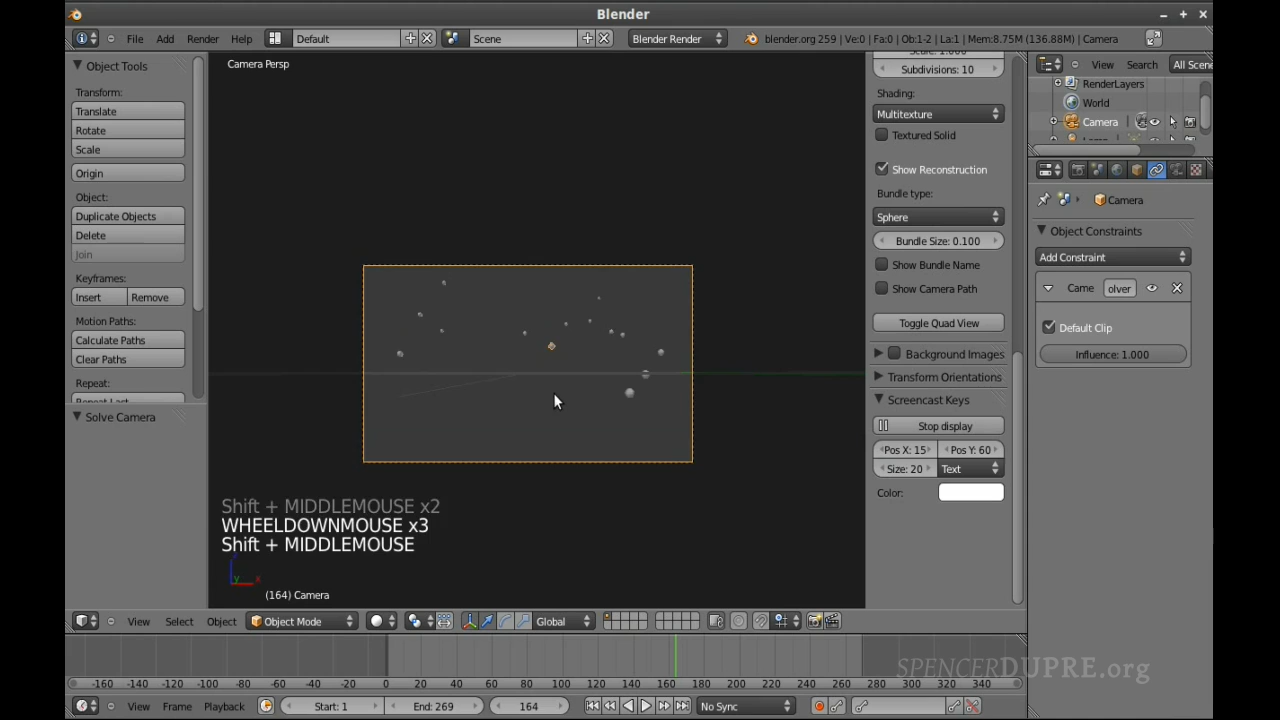 Blender
File Add Render Help Default Scene Blender Render blender.org 259 | Ve:0 | Fa:0 | Ob:1-2 | La:1 | Mem:8.75M (136.88M) | Camera
Object Tools
Transform:
Translate
Rotate
Scale
Origin
Object:
Duplicate Objects
Delete
Join
Keyframes:
Insert Remove
Motion Paths:
Calculate Paths
Clear Paths
Repeat:
Solve Camera
Camera Persp
Shift + MIDDLEMOUSE x2
WHEELDOWNMOUSE x3
Shift + MIDDLEMOUSE
y x
(164) Camera
Subdivisions: 10
Shading:
Multitexture
Textured Solid
Show Reconstruction
Bundle type:
Sphere
Bundle Size: 0.100
Show Bundle Name
Show Camera Path
Toggle Quad View
Background Images
Transform Orientations
Screencast Keys
Stop display
Pos X: 15 Pos Y: 60
Size: 20 Text
Color:
View Search All Scene
RenderLayers
World
Camera
Camera
Object Constraints
Add Constraint
Came olver
Default Clip
Influence: 1.000
View Select Object Object Mode Global
-160 -140 -120 -100 -80 -60 -40 -20 0 20 40 60 80 100 120 140 160 180 200 220 240 260 280 300 320 340
View Frame Playback Start: 1 End: 269 164 No Sync
SPENCERDUPRE.org